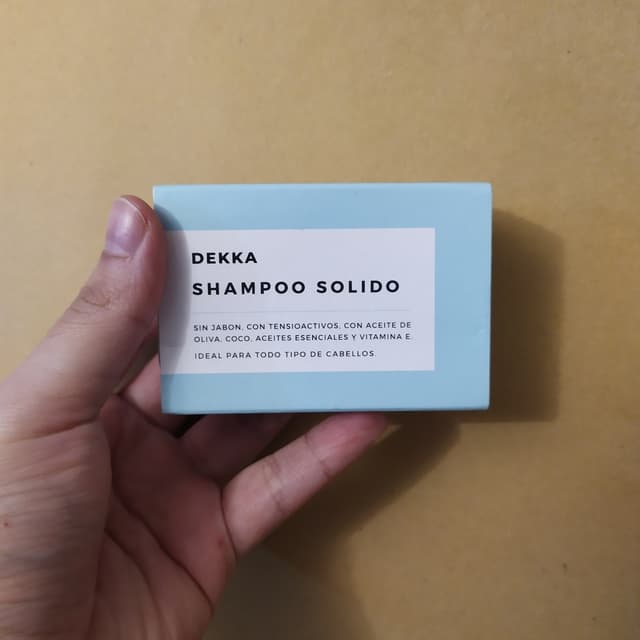 DEKKA
SHAMPOO SOLIDO
SIN JABON, CON TENSIOACTIVOS, CON ACEITE DE
OLIVA, COCO, ACEITES ESENCIALES Y VITAMINA E.
IDEAL PARA TODO TIPO DE CABELLOS.